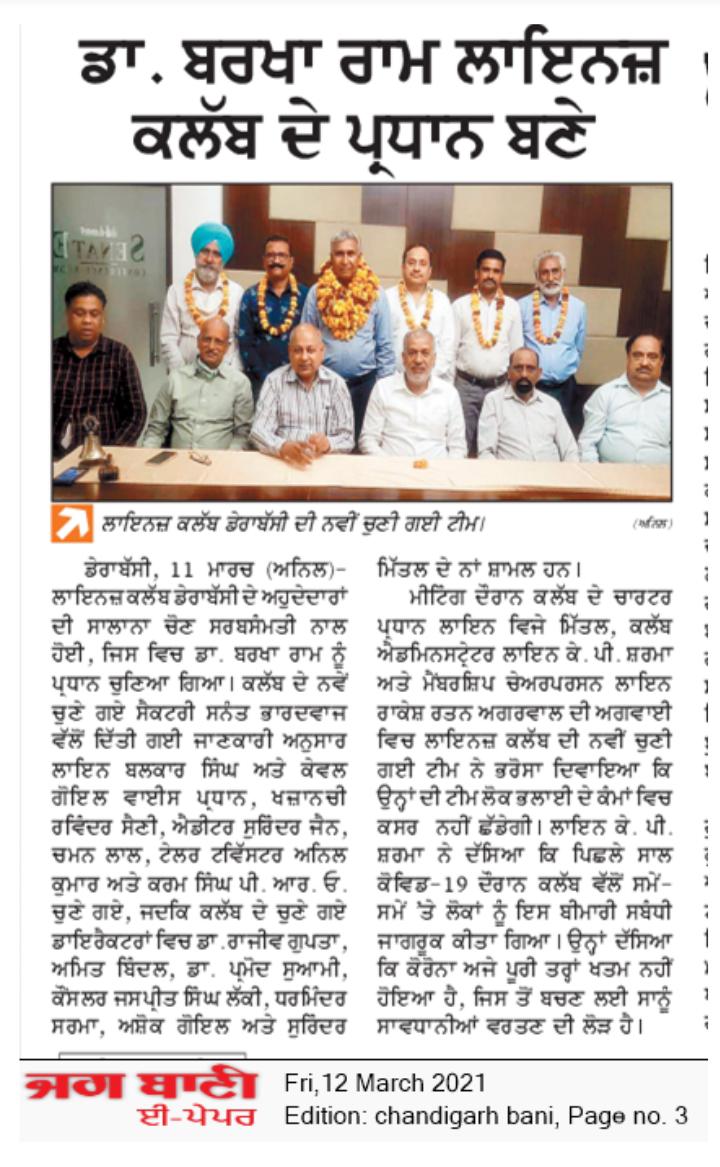 ਡਾ. ਬਰਖਾ ਰਾਮ ਲਾਇਨਜ਼
ਕਲੱਬ ਦੇ ਪ੍ਰਧਾਨ ਬਣੇ
SENATE
ਲਾਇਨਜ਼ ਕਲੱਬ ਡੇਰਾਬੱਸੀ ਦੀ ਨਵੀਂ ਚੁਣੀ ਗਈ ਟੀਮ।
(ਅਨਿਲ)
ਡੇਰਾਬੱਸੀ, 11 ਮਾਰਚ (ਅਨਿਲ)-
ਲਾਇਨਜ਼ ਕਲੱਬ ਡੇਰਾਬੱਸੀ ਦੇ ਅਹੁਦੇਦਾਰਾਂ
ਦੀ ਸਾਲਾਨਾ ਚੋਣ ਸਰਬਸੰਮਤੀ ਨਾਲ
ਹੋਈ, ਜਿਸ ਵਿਚ ਡਾ. ਬਰਖਾ ਰਾਮ ਨੂੰ
ਪ੍ਰਧਾਨ ਚੁਣਿਆ ਗਿਆ। ਕਲੱਬ ਦੇ ਨਵੇਂ
ਚੁਣੇ ਗਏ ਸੈਕਟਰੀ ਸਨੰਤ ਭਾਰਦਵਾਜ
ਵੱਲੋਂ ਦਿੱਤੀ ਗਈ ਜਾਣਕਾਰੀ ਅਨੁਸਾਰ
ਲਾਇਨ ਬਲਕਾਰ ਸਿੰਘ ਅਤੇ ਕੇਵਲ
ਗੋਇਲ ਵਾਈਸ ਪ੍ਰਧਾਨ, ਖਜ਼ਾਨਚੀ
ਰਵਿੰਦਰ ਸੈਣੀ, ਐਡੀਟਰ ਸੁਰਿੰਦਰ ਜੈਨ,
ਚਮਨ ਲਾਲ, ਟੇਲਰ ਟਵਿੱਸਟਰ ਅਨਿਲ
ਕੁਮਾਰ ਅਤੇ ਕਰਮ ਸਿੰਘ ਪੀ. ਆਰ. ਓ.
ਚੁਣੇ ਗਏ, ਜਦਕਿ ਕਲੱਬ ਦੇ ਚੁਣੇ ਗਏ
ਡਾਇਰੈਕਟਰਾਂ ਵਿਚ ਡਾ .ਰਾਜੀਵ ਗੁਪਤਾ,
ਅਮਿਤ ਬਿੰਦਲ, ਡਾ. ਪ੍ਰਮੋਦ ਸੁਆਮੀ,
ਕੌਂਸਲਰ ਜਸਪ੍ਰੀਤ ਸਿੰਘ ਲੱਕੀ, ਧਰਮਿੰਦਰ
ਸਰਮਾ, ਅਸ਼ੋਕ ਗੋਇਲ ਅਤੇ ਸੁਰਿੰਦਰ
ਮਿੱਤਲ ਦੇ ਨਾਂ ਸ਼ਾਮਲ ਹਨ।
ਮੀਟਿੰਗ ਦੌਰਾਨ ਕਲੱਬ ਦੇ ਚਾਰਟਰ
ਪ੍ਰਧਾਨ ਲਾਇਨ ਵਿਜੇ ਮਿੱਤਲ, ਕਲੱਬ
ਐਡਮਿਨਸਟ੍ਰੇਟਰ ਲਾਇਨ ਕੇ. ਪੀ. ਸ਼ਰਮਾ
ਅਤੇ ਮੈਂਬਰਸ਼ਿਪ ਚੇਅਰਪਰਸਨ ਲਾਇਨ
ਰਾਕੇਸ਼ ਰਤਨ ਅਗਰਵਾਲ ਦੀ ਅਗਵਾਈ
ਵਿਚ ਲਾਇਨਜ਼ ਕਲੱਬ ਦੀ ਨਵੀਂ ਚੁਣੀ
ਗਈ ਟੀਮ ਨੇ ਭਰੋਸਾ ਦਿਵਾਇਆ ਕਿ
ਉਨ੍ਹਾਂ ਦੀ ਟੀਮ ਲੋਕ ਭਲਾਈ ਦੇ ਕੰਮਾਂ ਵਿਚ
ਕਸਰ ਨਹੀਂ ਛੱਡੇਗੀ। ਲਾਇਨ ਕੇ. ਪੀ.
ਸ਼ਰਮਾ ਨੇ ਦੱਸਿਆ ਕਿ ਪਿਛਲੇ ਸਾਲ
ਕੋਵਿਡ-19 ਦੌਰਾਨ ਕਲੱਬ ਵੱਲੋਂ ਸਮੇਂ-
ਸਮੇਂ 'ਤੇ ਲੋਕਾਂ ਨੂੰ ਇਸ ਬੀਮਾਰੀ ਸਬੰਧੀ
ਜਾਗਰੂਕ ਕੀਤਾ ਗਿਆ। ਉਨ੍ਹਾਂ ਦੱਸਿਆ
ਕਿ ਕੋਰੋਨਾ ਅਜੇ ਪੂਰੀ ਤਰ੍ਹਾਂ ਖਤਮ ਨਹੀਂ
ਹੋਇਆ ਹੈ, ਜਿਸ ਤੋਂ ਬਚਣ ਲਈ ਸਾਨੂੰ
ਸਾਵਧਾਨੀਆਂ ਵਰਤਣ ਦੀ ਲੋੜ ਹੈ।
ਜਗ ਬਾਣੀ
ਈ-ਪੇਪਰ
Fri,12 March 2021
Edition: chandigarh bani, Page no. 3